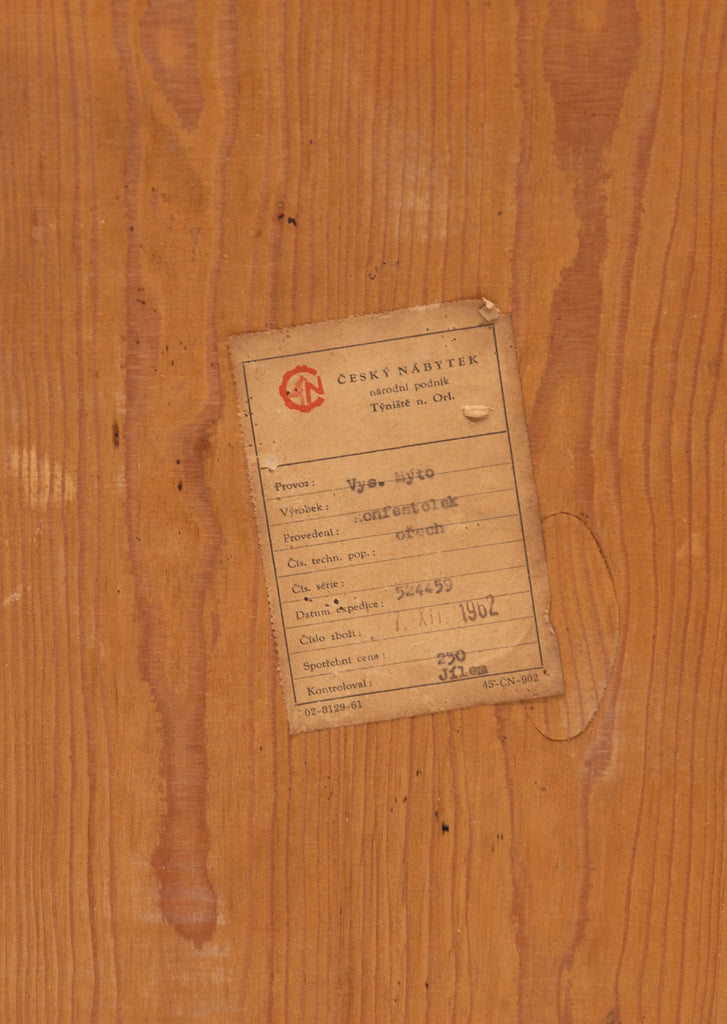 ČESKÝ NÁBYTEK
národní podnik
Týniště n. Orl.
Provoz: Vys. Mýto
Výrobek: konfestolek
Provedení: ořech
Čís. techn. pop.:
Čís. série: 524459
Datum expedice: 7. XII. 1962
Číslo zboží:
Spotřební cena: 230
Kontroloval: Jílem
02-8129-61 45-CN-902